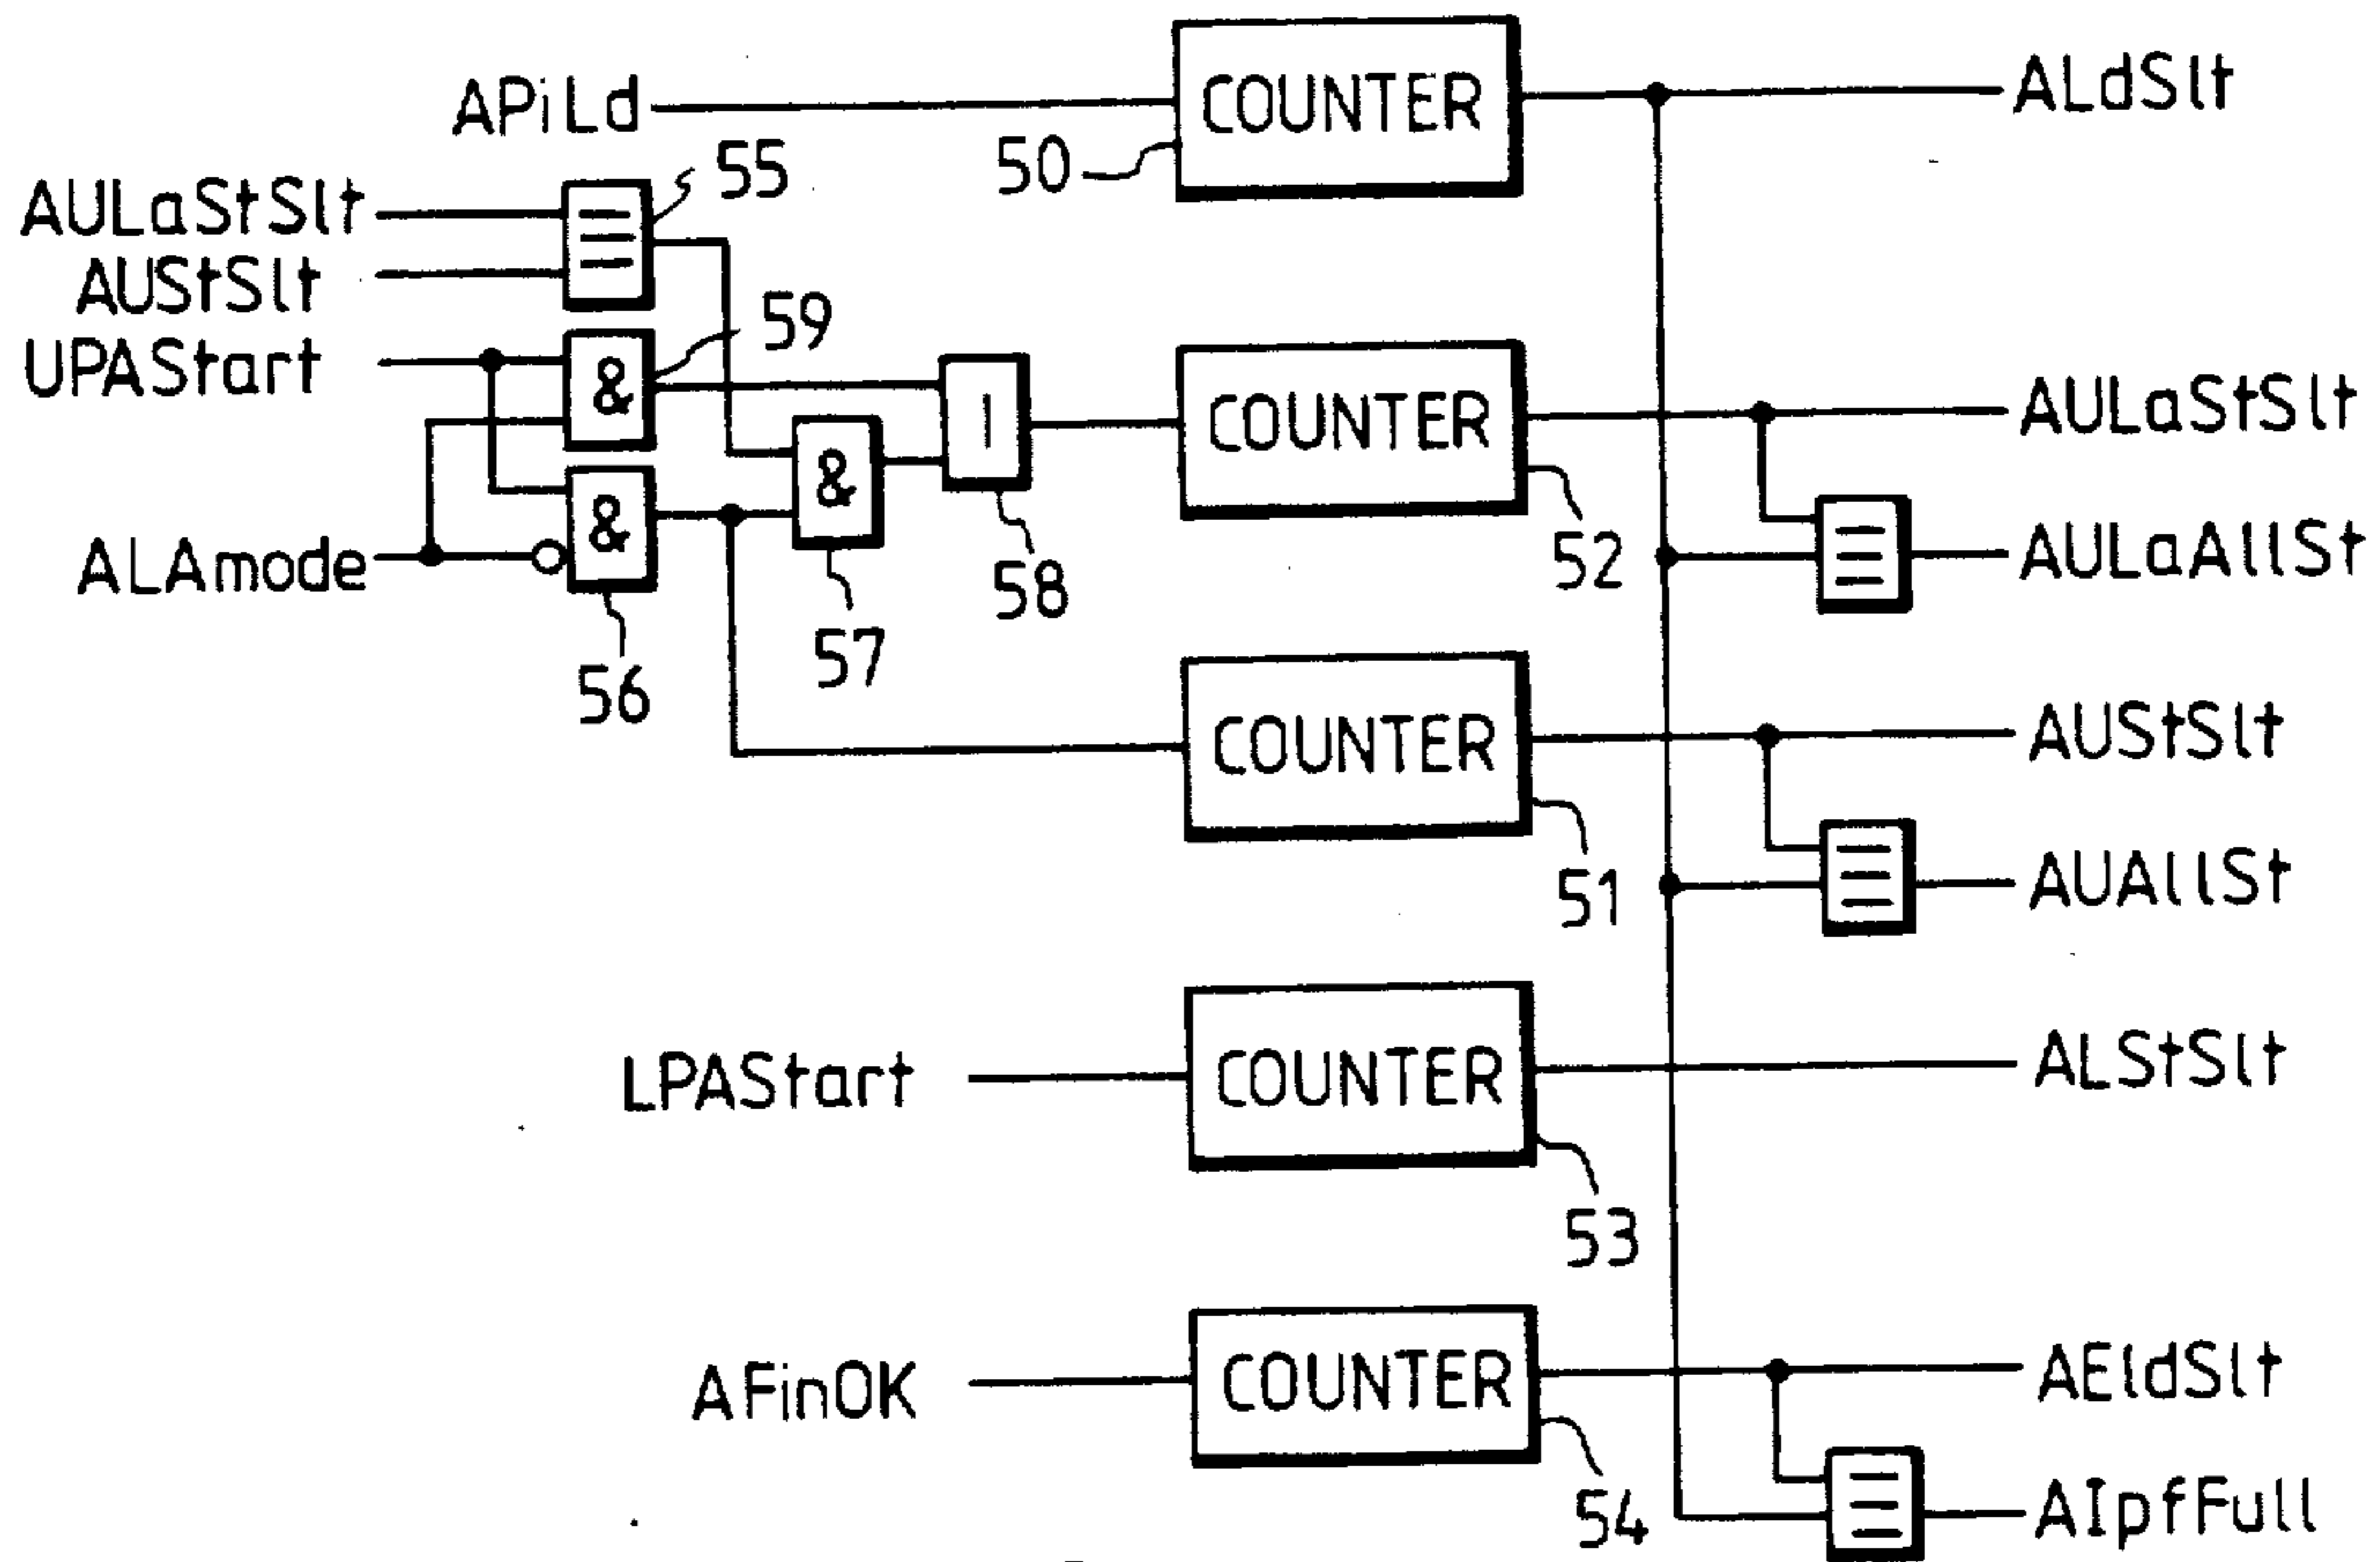 APiLd
COUNTER
50
ALdSlt
AULaStSlt
55
AUStSlt
UPAStart
&
59
1
COUNTER
52
AULaStSlt
ALAmode
&
56
&
57
58
AULaAllSt
COUNTER
51
AUStSlt
AUAllSt
LPAStart
COUNTER
53
ALStSlt
AFinOK
COUNTER
54
AEldSlt
AIpfFull